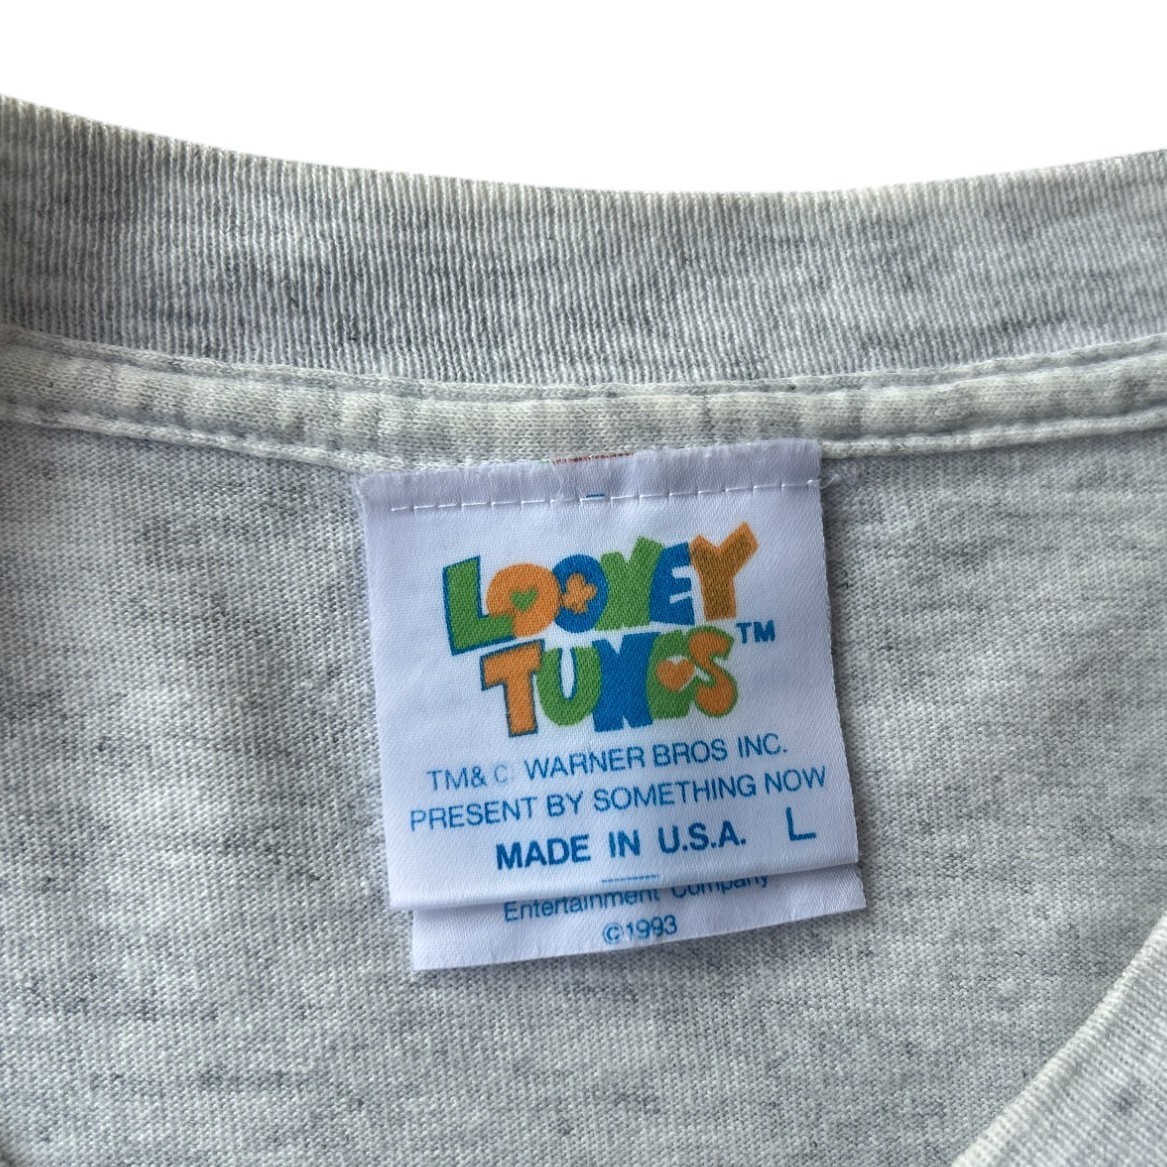 LOONEY
TUNES™
TM& © WARNER BROS INC.
PRESENT BY SOMETHING NOW
MADE IN U.S.A. L
Entertainment Company
©1993